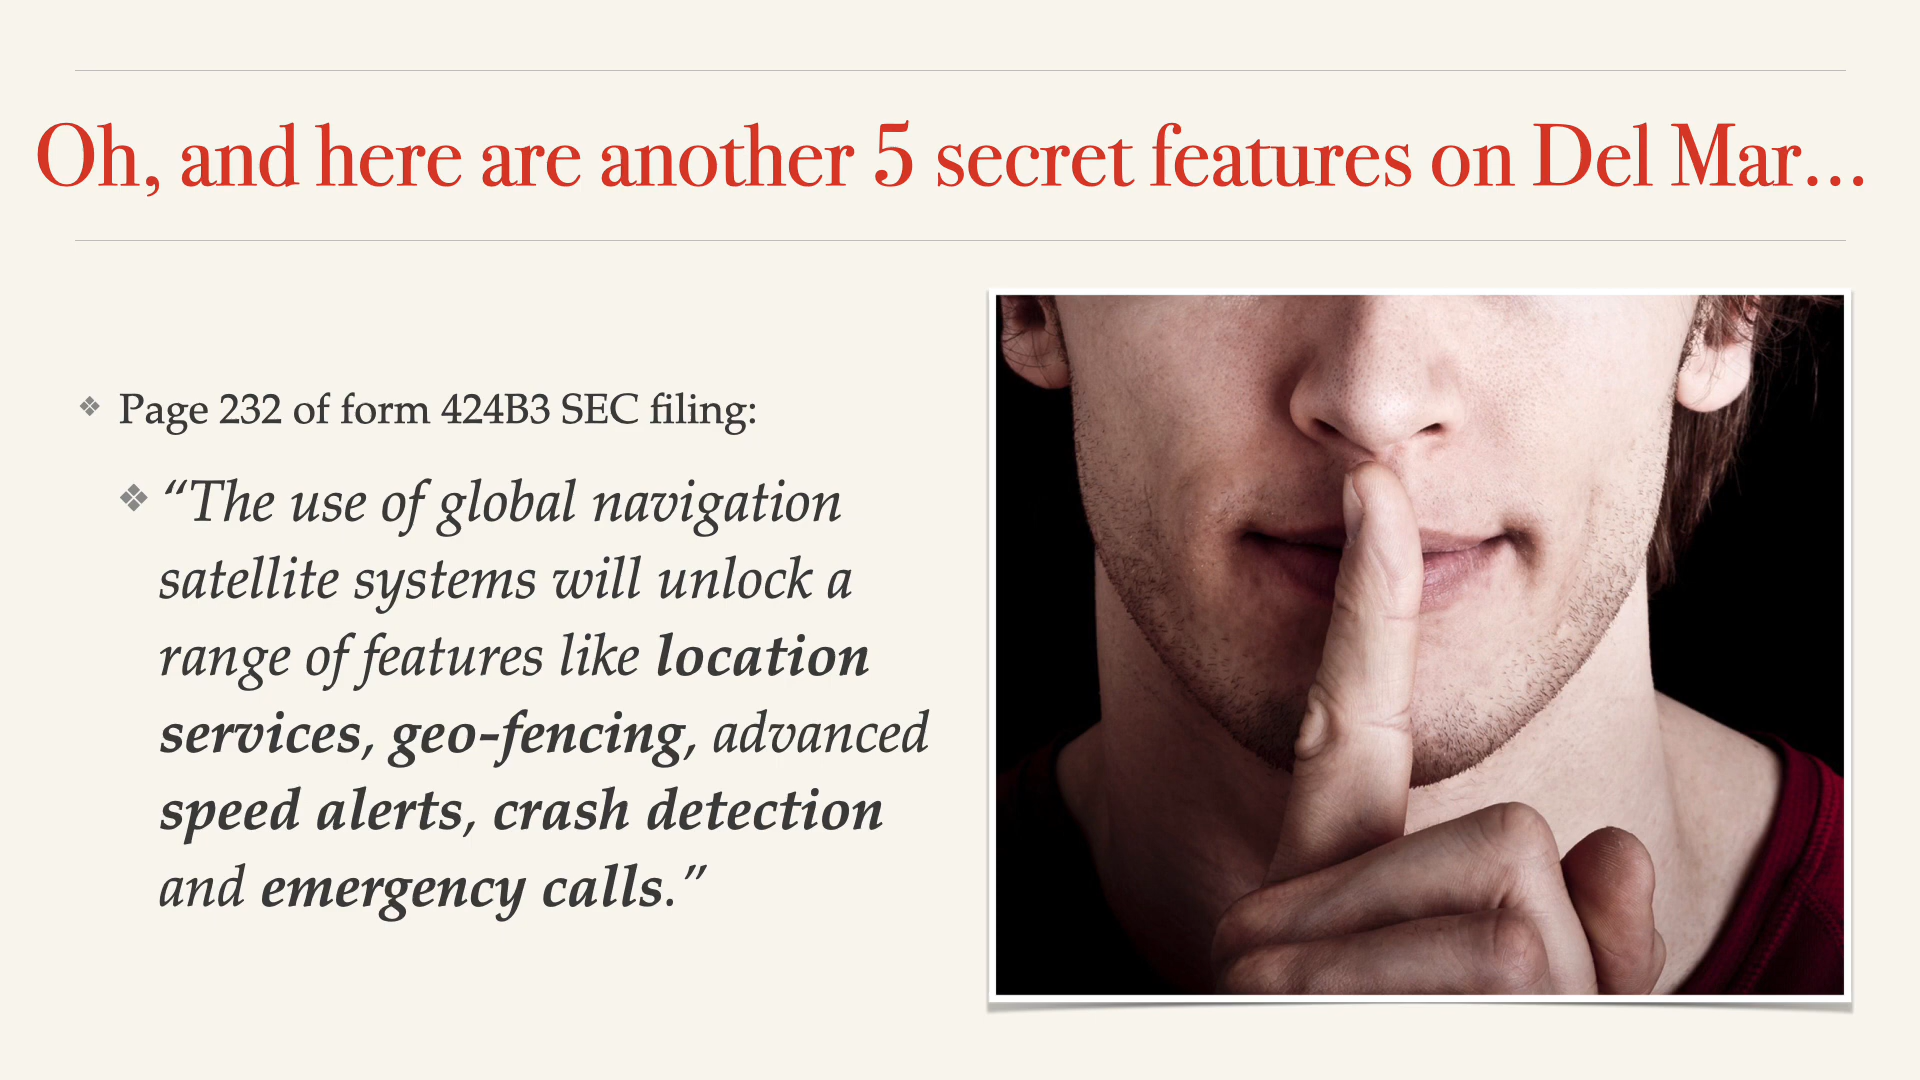 Oh, and here are another 5 secret features on Del Mar...
❖ Page 232 of form 424B3 SEC filing:
❖ “The use of global navigation
satellite systems will unlock a
range of features like location
services, geo-fencing, advanced
speed alerts, crash detection
and emergency calls.”